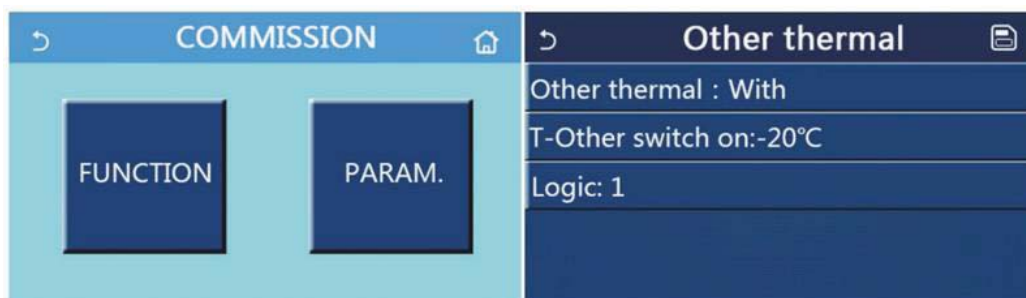 COMMISSION
FUNCTION
PARAM.
Other thermal
Other thermal : With
T-Other switch on:-20℃
Logic: 1